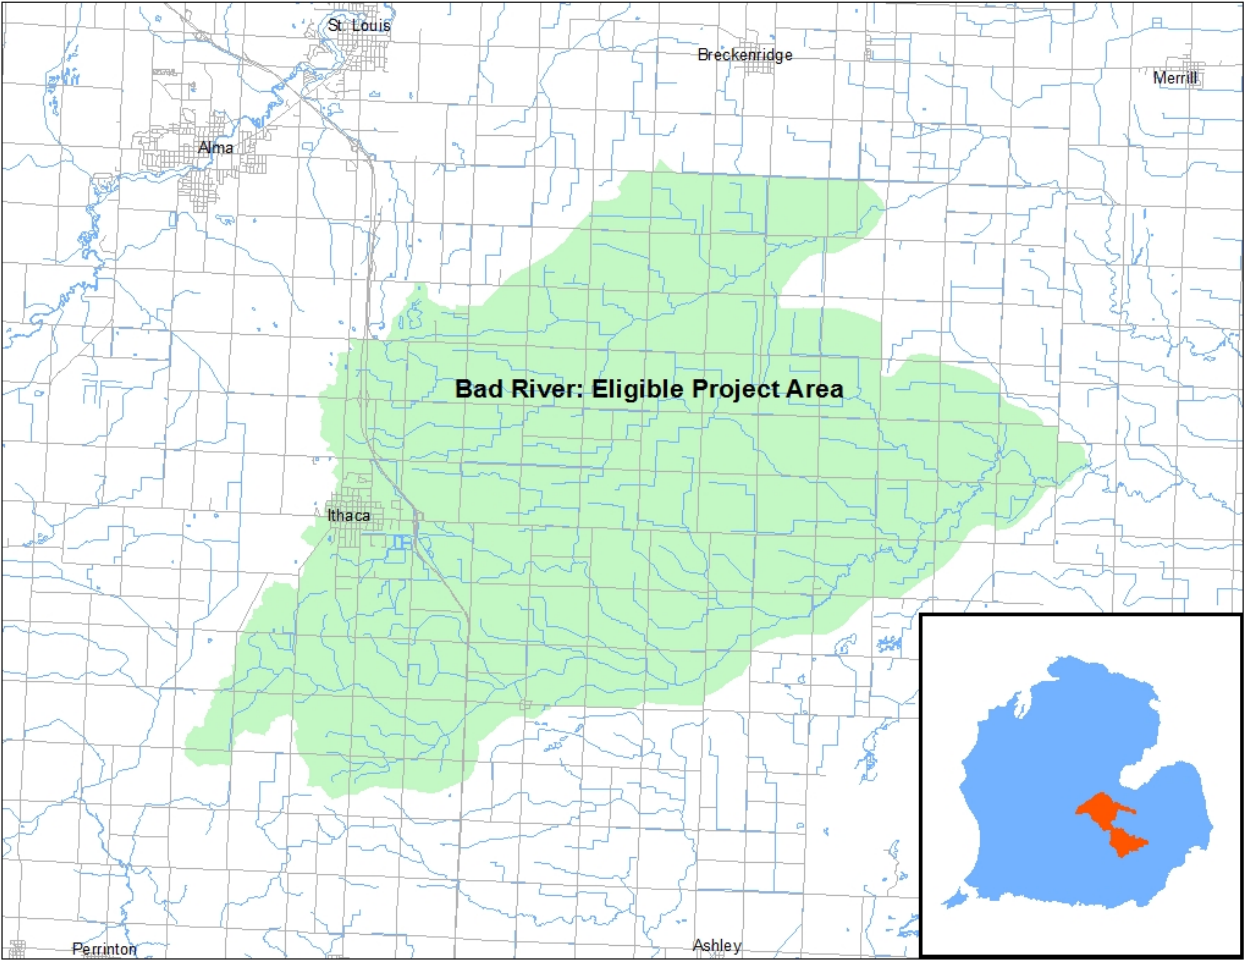 St. Louis
Breckenridge
Merrill
Alma
Bad River: Eligible Project Area
Ithaca
Perrinton
Ashley